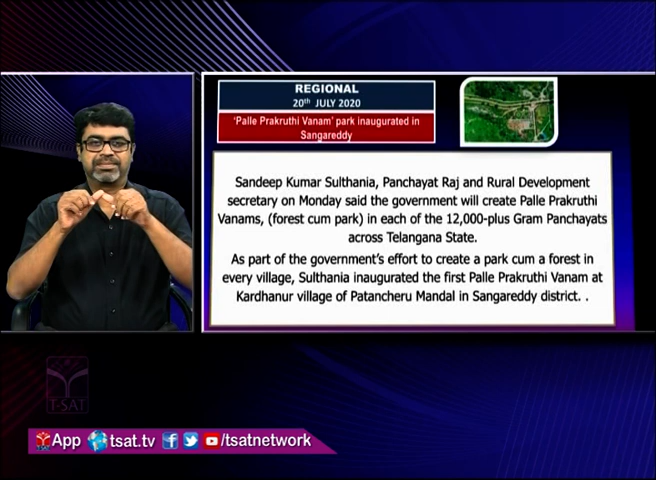 REGIONAL
20th JULY 2020
'Palle Prakruthi Vanam' park inaugurated in
Sangareddy
Sandeep Kumar Sulthania, Panchayat Raj and Rural Development
secretary on Monday said the government will create Palle Prakruthi
Vanams, (forest cum park) in each of the 12,000-plus Gram Panchayats
across Telangana State.
As part of the government's effort to create a park cum a forest in
every village, Sulthania inaugurated the first Palle Prakruthi Vanam at
Kardhanur village of Patancheru Mandal in Sangareddy district. .
T-SAT
App tsat.tv /tsatnetwork